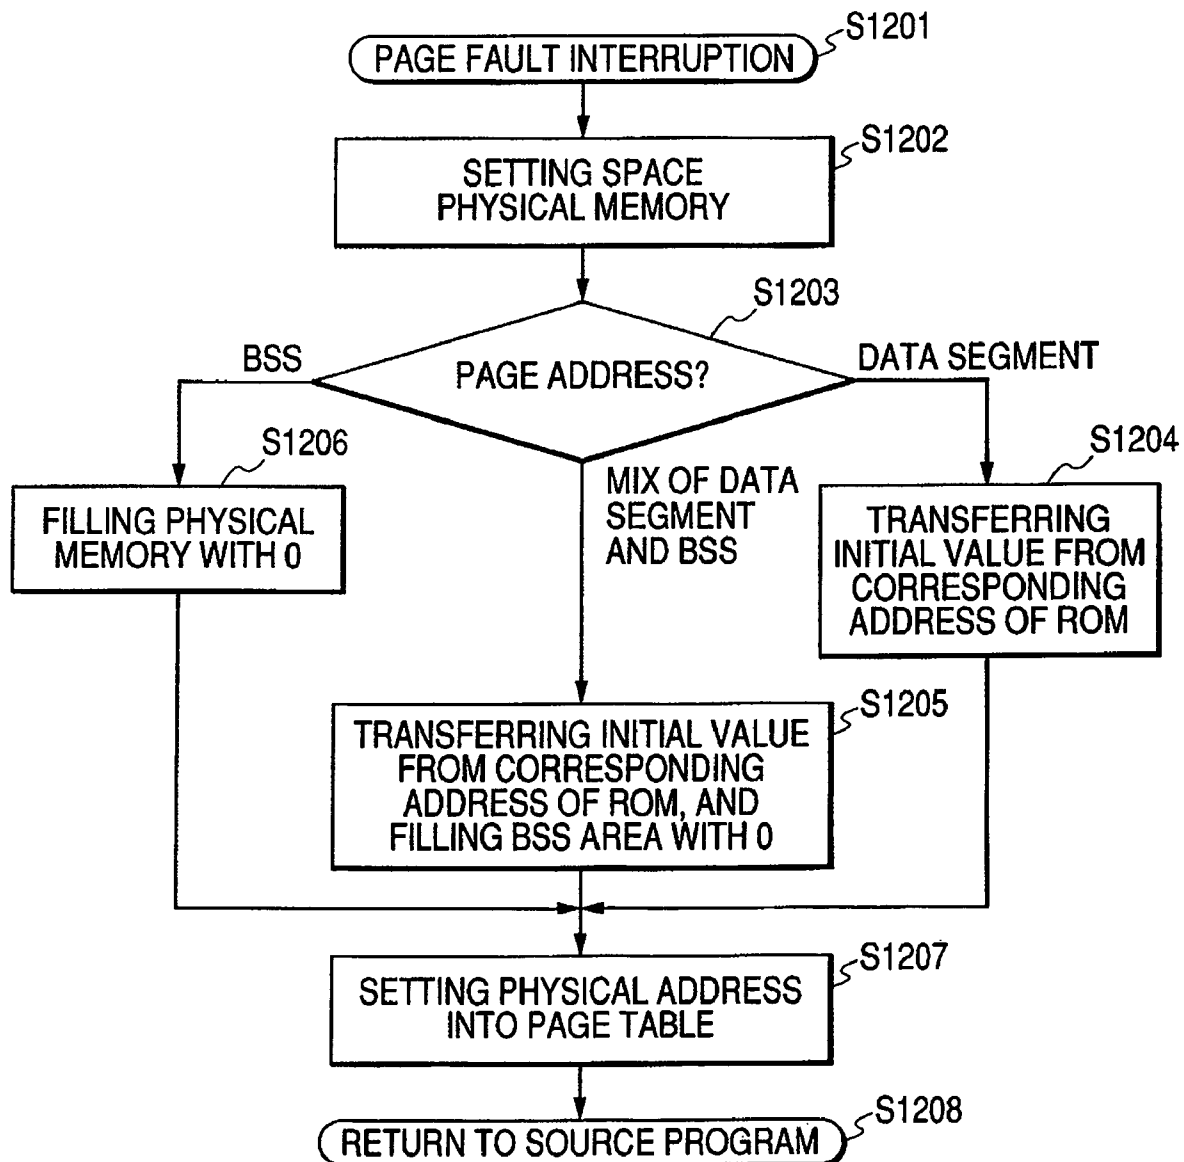 S1201
PAGE FAULT INTERRUPTION
S1202
SETTING SPACE
PHYSICAL MEMORY
S1203
BSS
PAGE ADDRESS?
DATA SEGMENT
S1206
FILLING PHYSICAL
MEMORY WITH 0
MIX OF DATA
SEGMENT
AND BSS
S1204
TRANSFERRING
INITIAL VALUE FROM
CORRESPONDING
ADDRESS OF ROM
S1205
TRANSFERRING INITIAL VALUE
FROM CORRESPONDING
ADDRESS OF ROM, AND
FILLING BSS AREA WITH 0
S1207
SETTING PHYSICAL ADDRESS
INTO PAGE TABLE
S1208
RETURN TO SOURCE PROGRAM